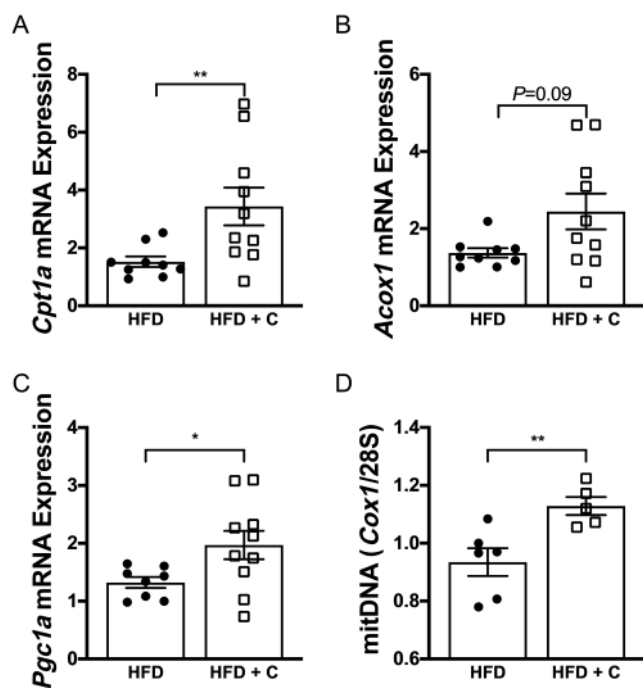 A
Cpt1a mRNA Expression
8
6
4
2
0
**
HFD
HFD + C
B
Acox1 mRNA Expression
6
4
2
0
P=0.09
HFD
HFD + C
C
Pgc1a mRNA Expression
4
3
2
1
0
*
HFD
HFD + C
D
mitDNA (Cox1/28S)
1.4
1.2
1.0
0.8
0.6
**
HFD
HFD + C